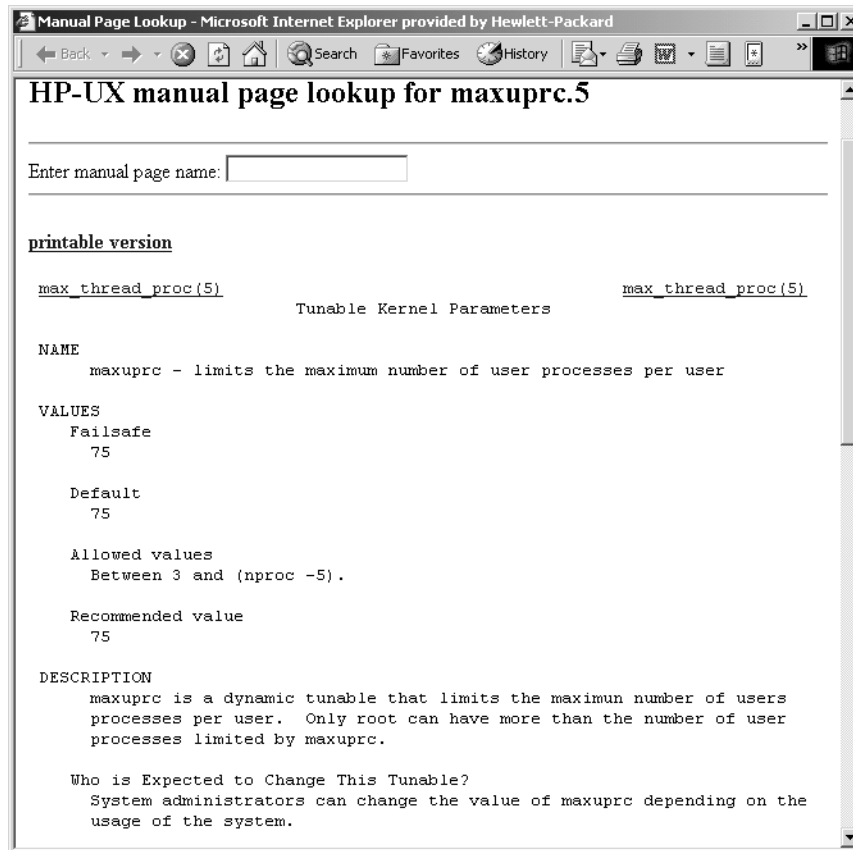 Manual Page Lookup - Microsoft Internet Explorer provided by Hewlett-Packard
Back Search Favorites History »
HP-UX manual page lookup for maxuprc.5
Enter manual page name:
printable version
max_thread_proc(5) max_thread_proc(5)
Tunable Kernel Parameters
NAME
maxuprc - limits the maximum number of user processes per user
VALUES
Failsafe
75
Default
75
Allowed values
Between 3 and (nproc -5).
Recommended value
75
DESCRIPTION
maxuprc is a dynamic tunable that limits the maximun number of users
processes per user. Only root can have more than the number of user
processes limited by maxuprc.
Who is Expected to Change This Tunable?
System administrators can change the value of maxuprc depending on the
usage of the system.